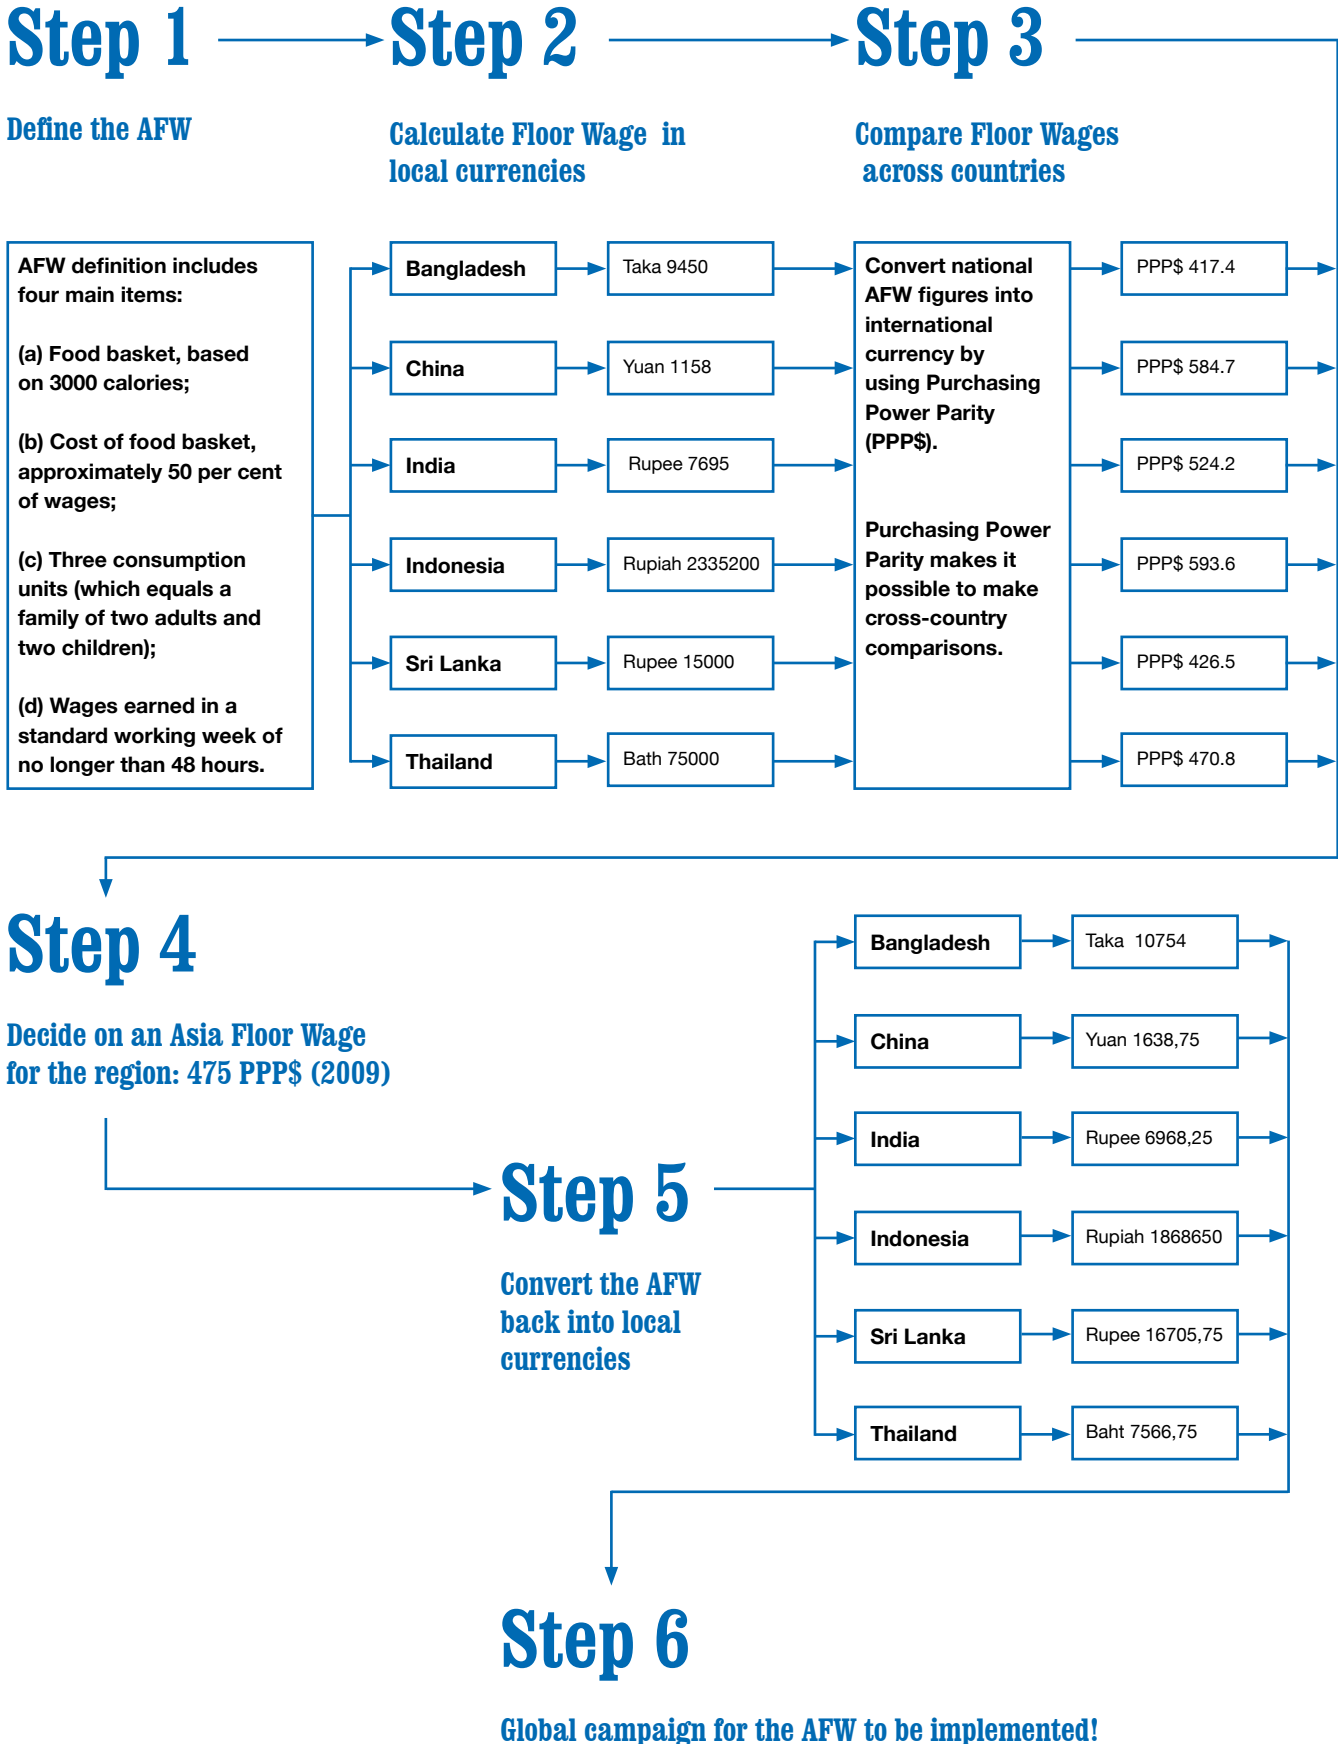 Step 1
Step 2
Step 3
Define the AFW
Calculate Floor Wage in
local currencies
Compare Floor Wages
across countries
AFW definition includes
four main items:
(a) Food basket, based
on 3000 calories;
(b) Cost of food basket,
approximately 50 per cent
of wages;
(c) Three consumption
units (which equals a
family of two adults and
two children);
(d) Wages earned in a
standard working week of
no longer than 48 hours.
Bangladesh
Taka 9450
China
Yuan 1158
India
Rupee 7695
Indonesia
Rupiah 2335200
Sri Lanka
Rupee 15000
Thailand
Bath 75000
Convert national
AFW figures into
international
currency by
using Purchasing
Power Parity
(PPP$).
Purchasing Power
Parity makes it
possible to make
cross-country
comparisons.
PPP$ 417.4
PPP$ 584.7
PPP$ 524.2
PPP$ 593.6
PPP$ 426.5
PPP$ 470.8
Step 4
Decide on an Asia Floor Wage
for the region: 475 PPP$ (2009)
Step 5
Convert the AFW
back into local
currencies
Bangladesh
Taka 10754
China
Yuan 1638,75
India
Rupee 6968,25
Indonesia
Rupiah 1868650
Sri Lanka
Rupee 16705,75
Thailand
Baht 7566,75
Step 6
Global campaign for the AFW to be implemented!